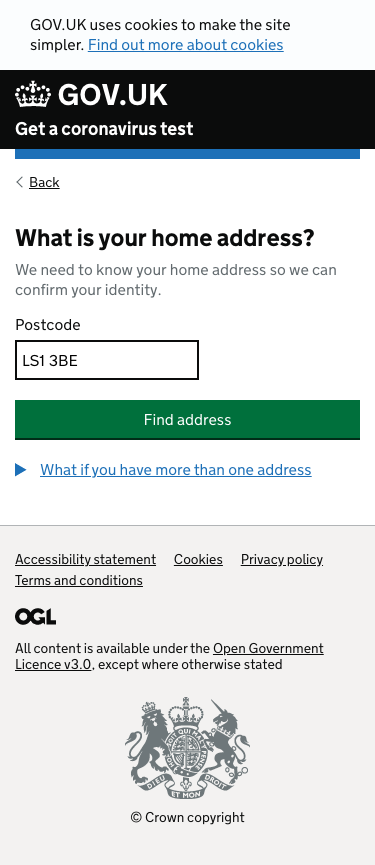 GOV.UK uses cookies to make the site
simpler. Find out more about cookies
GOV.UK
Get a coronavirus test
Back
What is your home address?
We need to know your home address so we can
confirm your identity.
Postcode
LS1 3BE
Find address
What if you have more than one address
Accessibility statement Cookies Privacy policy
Terms and conditions
OGL
All content is available under the Open Government
Licence v3.0, except where otherwise stated
DIEU ET MON DROIT
© Crown copyright